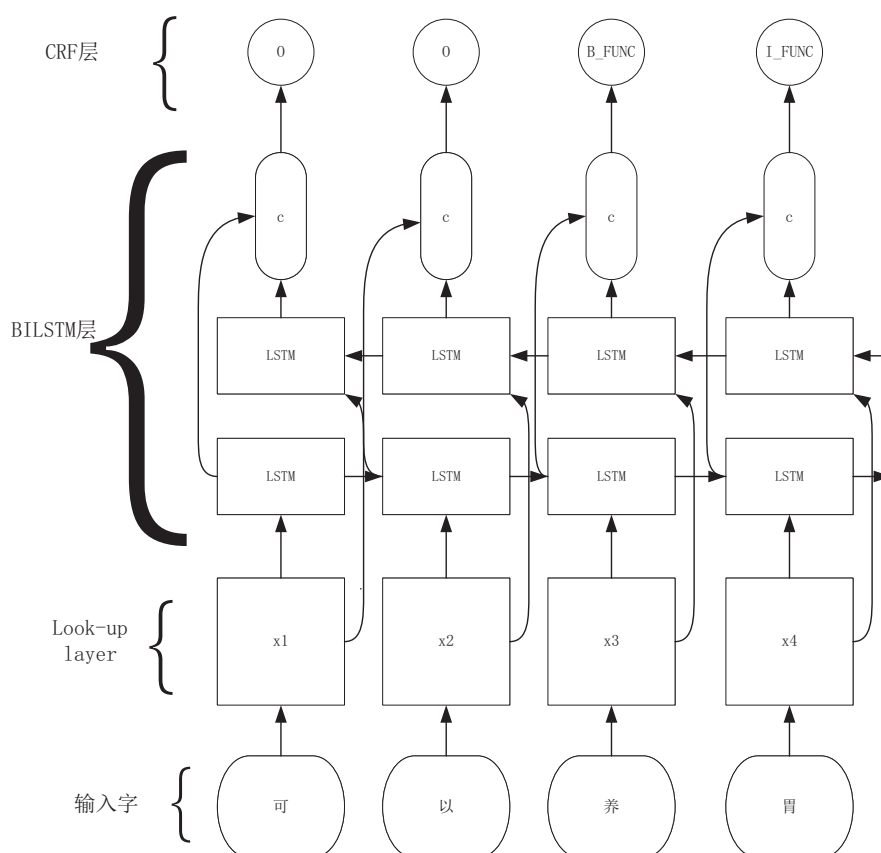 CRF层
O
O
B_FUNC
I_FUNC
c
c
c
c
BILSTM层
LSTM
LSTM
LSTM
LSTM
LSTM
LSTM
LSTM
LSTM
Look-up
layer
x1
x2
x3
x4
输入字
可
以
养
胃